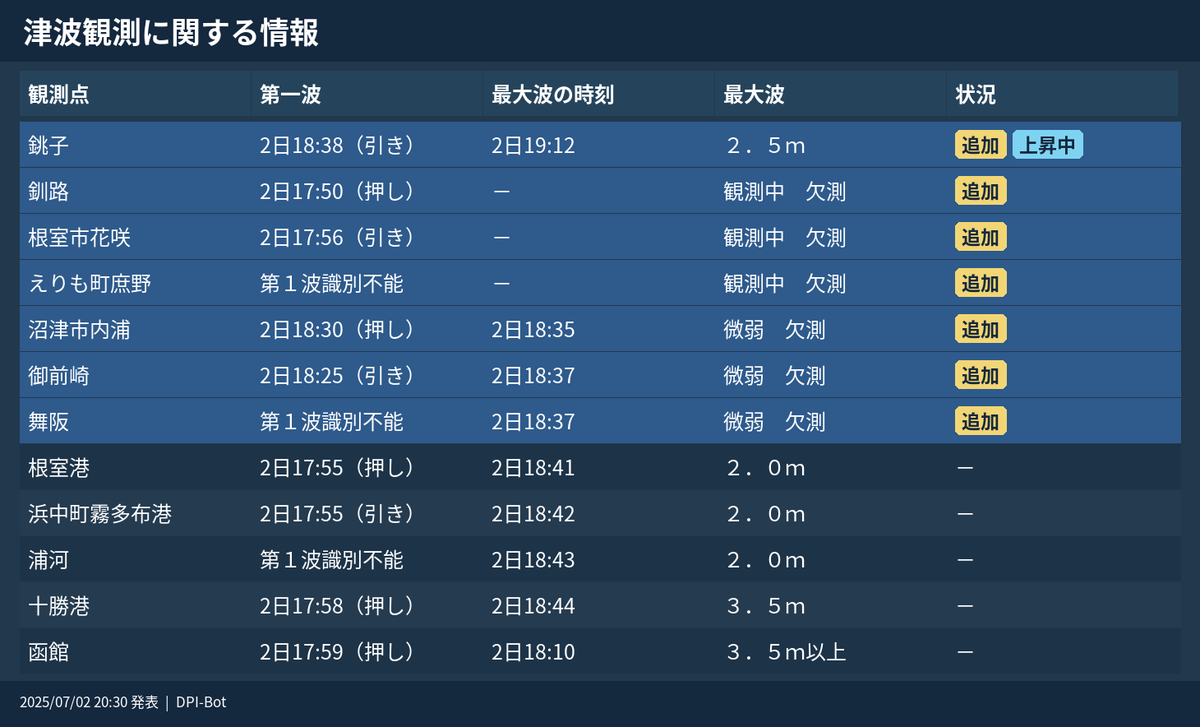 津波観測に関する情報
観測点 第一波 最大波の時刻 最大波 状況
銚子 2日18:38（引き） 2日19:12 ２．５ｍ 追加 上昇中
釧路 2日17:50（押し） － 観測中　欠測 追加
根室市花咲 2日17:56（引き） － 観測中　欠測 追加
えりも町庶野 第１波識別不能 － 観測中　欠測 追加
沼津市内浦 2日18:30（押し） 2日18:35 微弱　欠測 追加
御前崎 2日18:25（引き） 2日18:37 微弱　欠測 追加
舞阪 第１波識別不能 2日18:37 微弱　欠測 追加
根室港 2日17:55（押し） 2日18:41 ２．０ｍ －
浜中町霧多布港 2日17:55（引き） 2日18:42 ２．０ｍ －
浦河 第１波識別不能 2日18:43 ２．０ｍ －
十勝港 2日17:58（押し） 2日18:44 ３．５ｍ －
函館 2日17:59（押し） 2日18:10 ３．５ｍ以上 －
2025/07/02 20:30 発表 | DPI-Bot